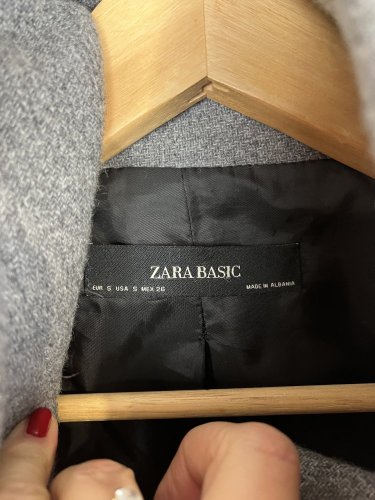 ZARA BASIC
EUR S USA S MEX 26 MADE IN ALBANIA